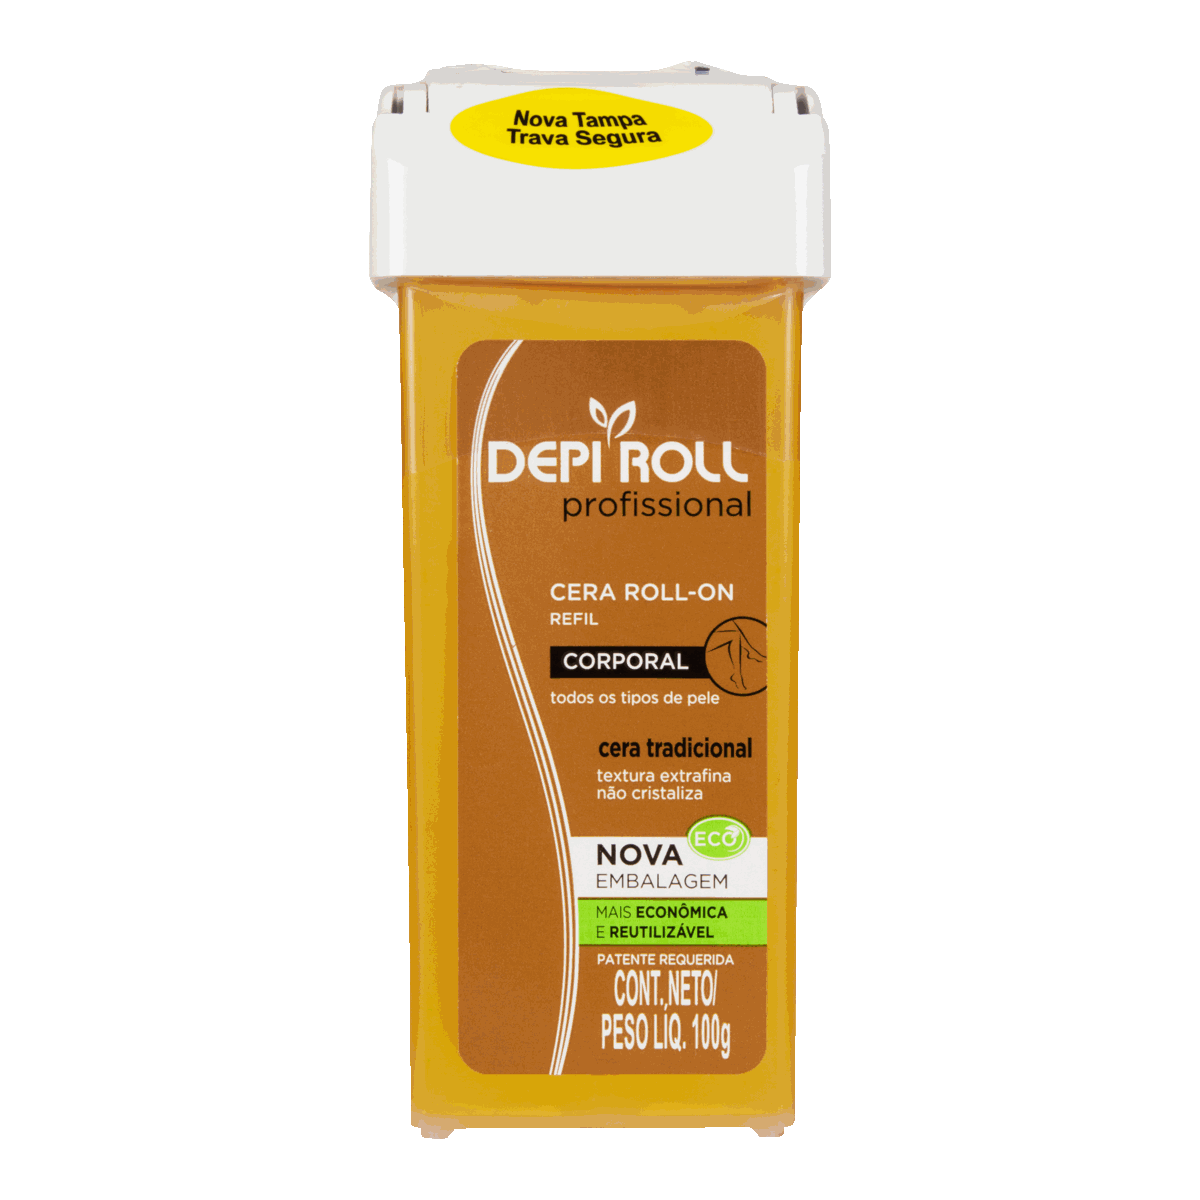 Nova Tampa
Trava Segura
DEPI ROLL
profissional
CERA ROLL-ON
REFIL
CORPORAL
todos os tipos de pele
cera tradicional
textura extrafina
não cristaliza
ECO
NOVA
EMBALAGEM
MAIS ECONÔMICA
E REUTILIZÁVEL
PATENTE REQUERIDA
CONT. NETO/
PESO LÍQ. 100g